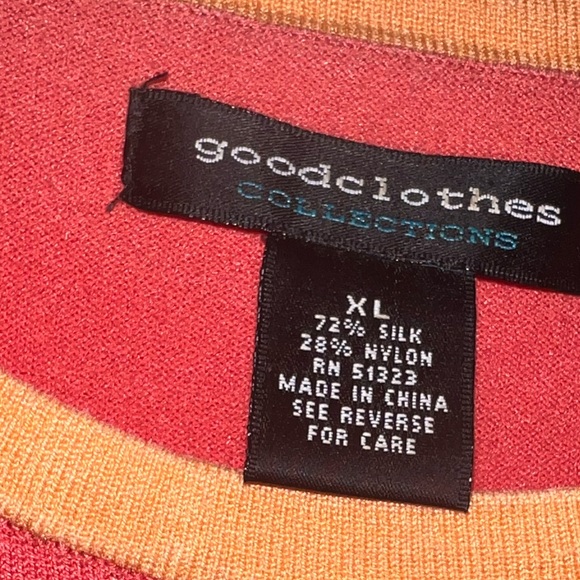 goodclothes
COLLECTIONS
XL
72% SILK
28% NYLON
RN 51323
MADE IN CHINA
SEE REVERSE
FOR CARE